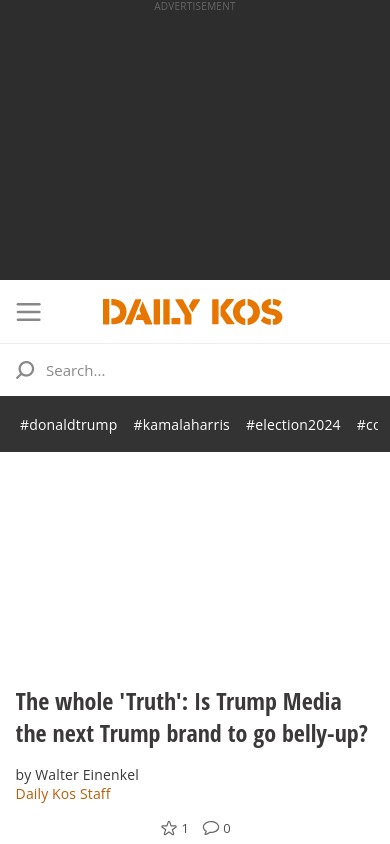 ADVERTISEMENT
DAILY KOS
Search...
#donaldtrump #kamalaharris #election2024
The whole 'Truth': Is Trump Media
the next Trump brand to go belly-up?
by Walter Einenkel
Daily Kos Staff
1 0